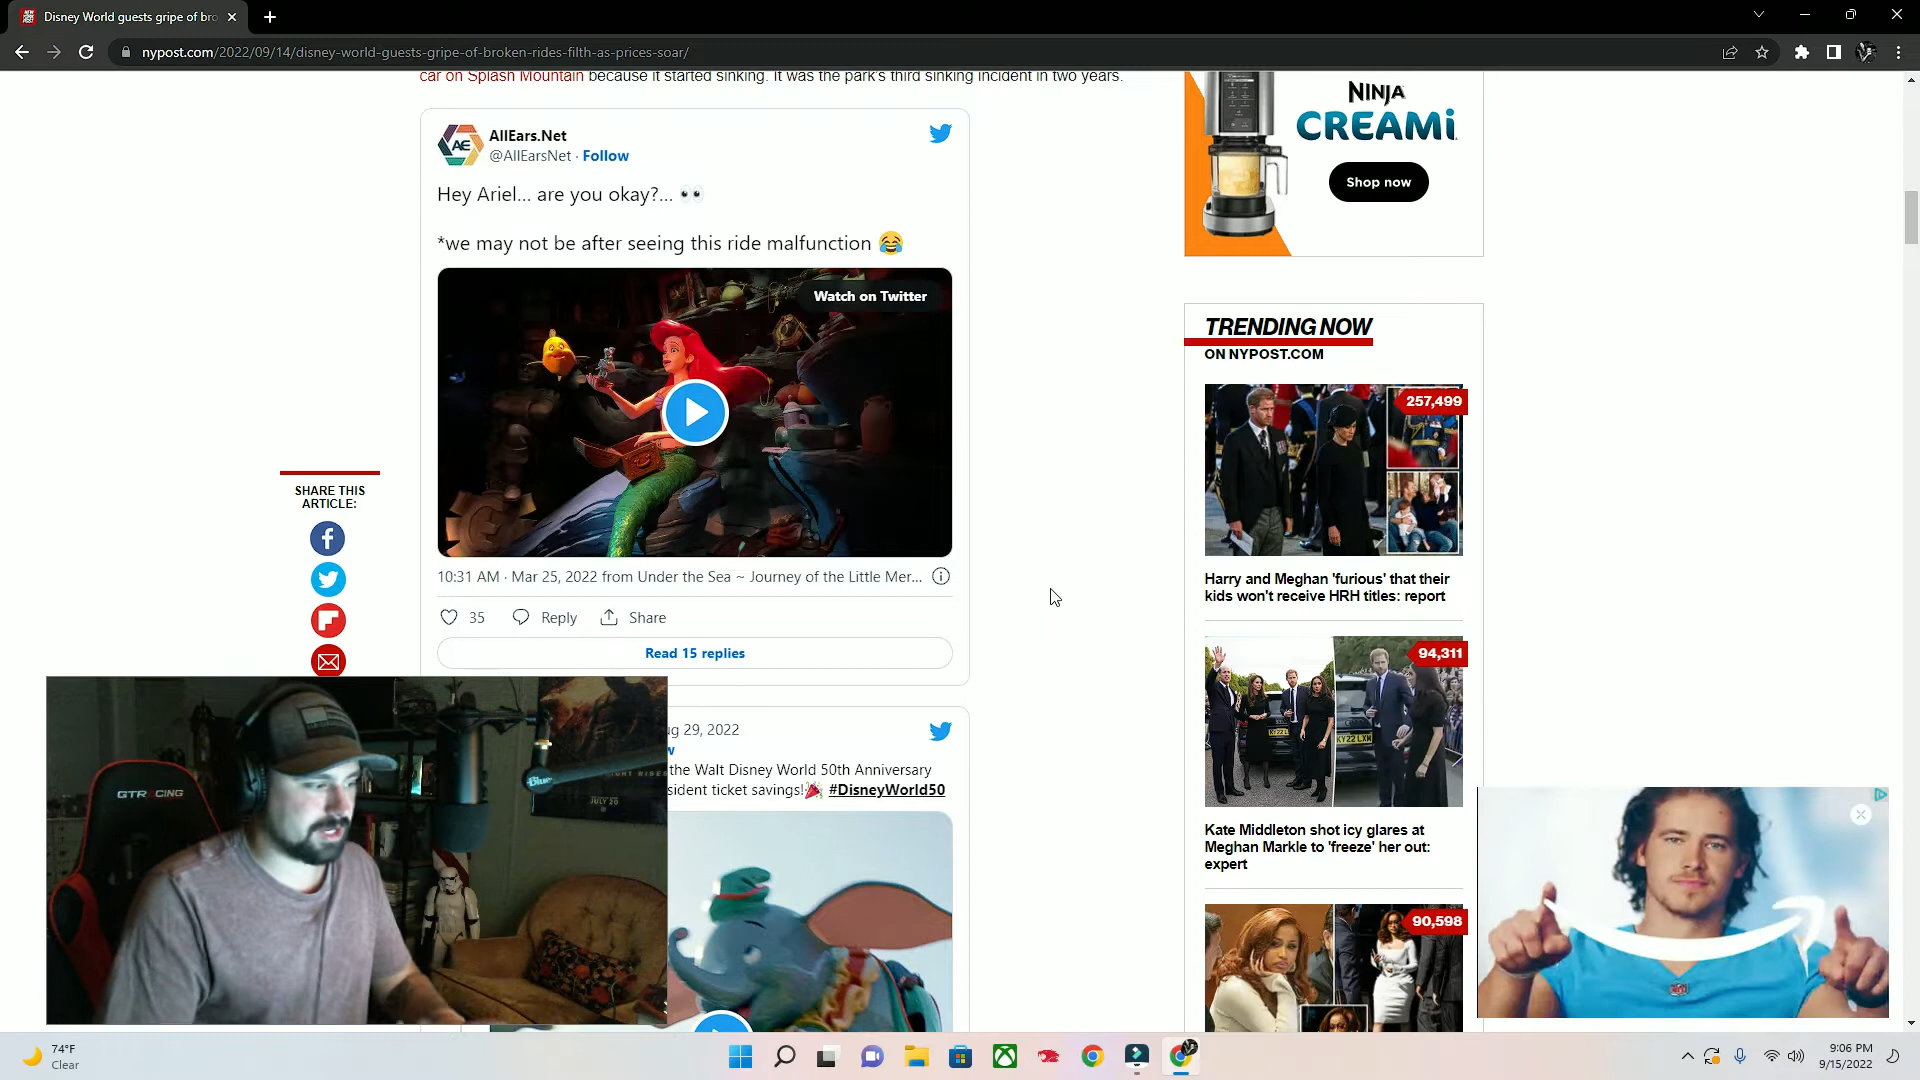 Disney World guests gripe of bro
nypost.com/2022/09/14/disney-world-guests-gripe-of-broken-rides-filth-as-prices-soar/
car on Splash Mountain because it started sinking. It was the park's third sinking incident in two years.
AE
AllEars.Net
@AllEarsNet · Follow
Hey Ariel... are you okay?... 👀
*we may not be after seeing this ride malfunction 😂
Watch on Twitter
10:31 AM · Mar 25, 2022 from Under the Sea ~ Journey of the Little Mer...
35 Reply Share
Read 15 replies
SHARE THIS
ARTICLE:
ug 29, 2022
w
the Walt Disney World 50th Anniversary
sident ticket savings!🎉 #DisneyWorld50
GTRACING
Blue
JULY 20
NINJA
CREAMi
Shop now
TRENDING NOW
ON NYPOST.COM
257,499
Harry and Meghan 'furious' that their
kids won't receive HRH titles: report
94,311
Kate Middleton shot icy glares at
Meghan Markle to 'freeze' her out:
expert
90,598
NFL
74°F
Clear
9:06 PM
9/15/2022